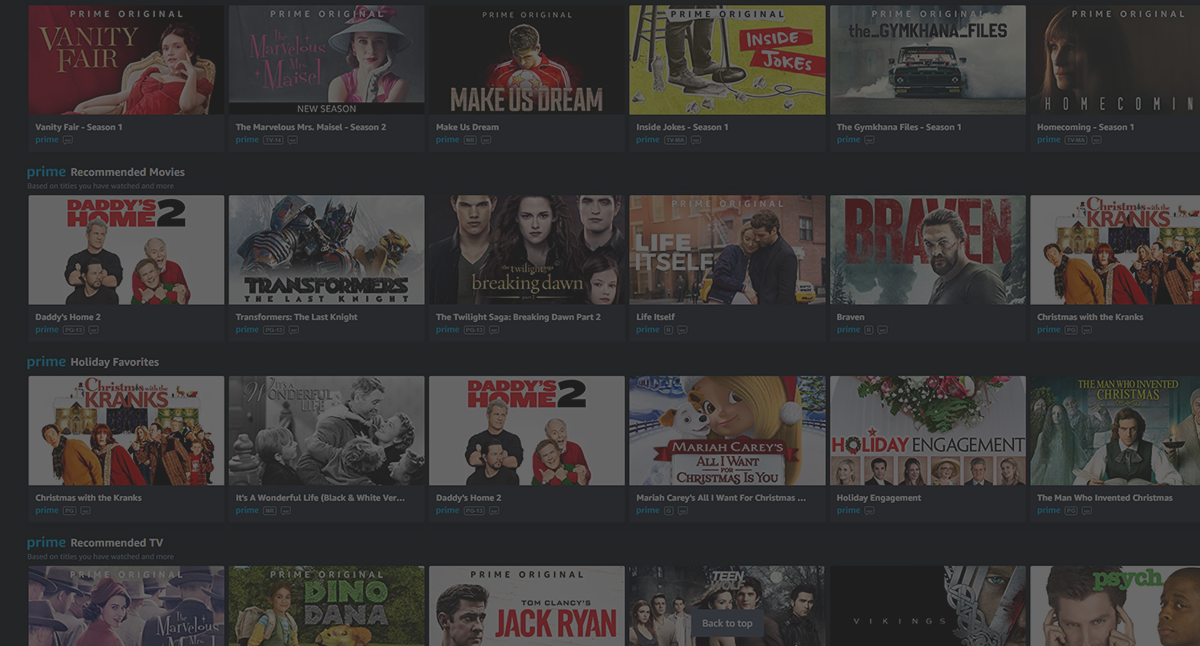 PRIME ORIGINAL
VANITY
FAIR
PRIME ORIGINAL
The
Marvelous
Mrs.
Maisel
NEW SEASON
PRIME ORIGINAL
MAKE US DREAM
PRIME ORIGINAL
INSIDE
JOKES
PRIME ORIGINAL
the_GYMKHANA_FILES
PRIME ORIGINAL
HOMECOMIN
Vanity Fair - Season 1
The Marvelous Mrs. Maisel - Season 2
Make Us Dream
Inside Jokes - Season 1
The Gymkhana Files - Season 1
Homecoming - Season 1
prime
prime TV-14
prime NR
prime TV-MA
prime
prime TV-MA
prime Recommended Movies
Based on titles you have watched and more
DADDY'S
HOME 2
TRANSFORMERS
THE LAST KNIGHT
the twilight saga
breaking dawn
part 2
PRIME ORIGINAL
LIFE
ITSELF
BRAVEN
Christmas with the
KRANKS
Daddy's Home 2
Transformers: The Last Knight
The Twilight Saga: Breaking Dawn Part 2
Life Itself
Braven
Christmas with the Kranks
prime PG-13
prime PG-13
prime PG-13
prime R
prime R
prime PG
prime Holiday Favorites
Christmas with the
KRANKS
IT'S A
WONDERFUL
LIFE
DADDY'S
HOME 2
MARIAH CAREY'S
ALL I WANT
FOR
CHRISTMAS IS YOU
HOLIDAY ENGAGEMENT
THE MAN WHO INVENTED
CHRISTMAS
Christmas with the Kranks
It's A Wonderful Life (Black & White Ver...
Daddy's Home 2
Mariah Carey's All I Want For Christmas ...
Holiday Engagement
The Man Who Invented Christmas
prime PG
prime NR
prime PG-13
prime G
prime
prime PG
prime Recommended TV
Based on titles you have watched and more
PRIME ORIGINAL
The
Marvelous
PRIME ORIGINAL
DINO
DANA
PRIME ORIGINAL
TOM CLANCY'S
JACK RYAN
TEEN
WOLF
Back to top
VIKINGS
psych